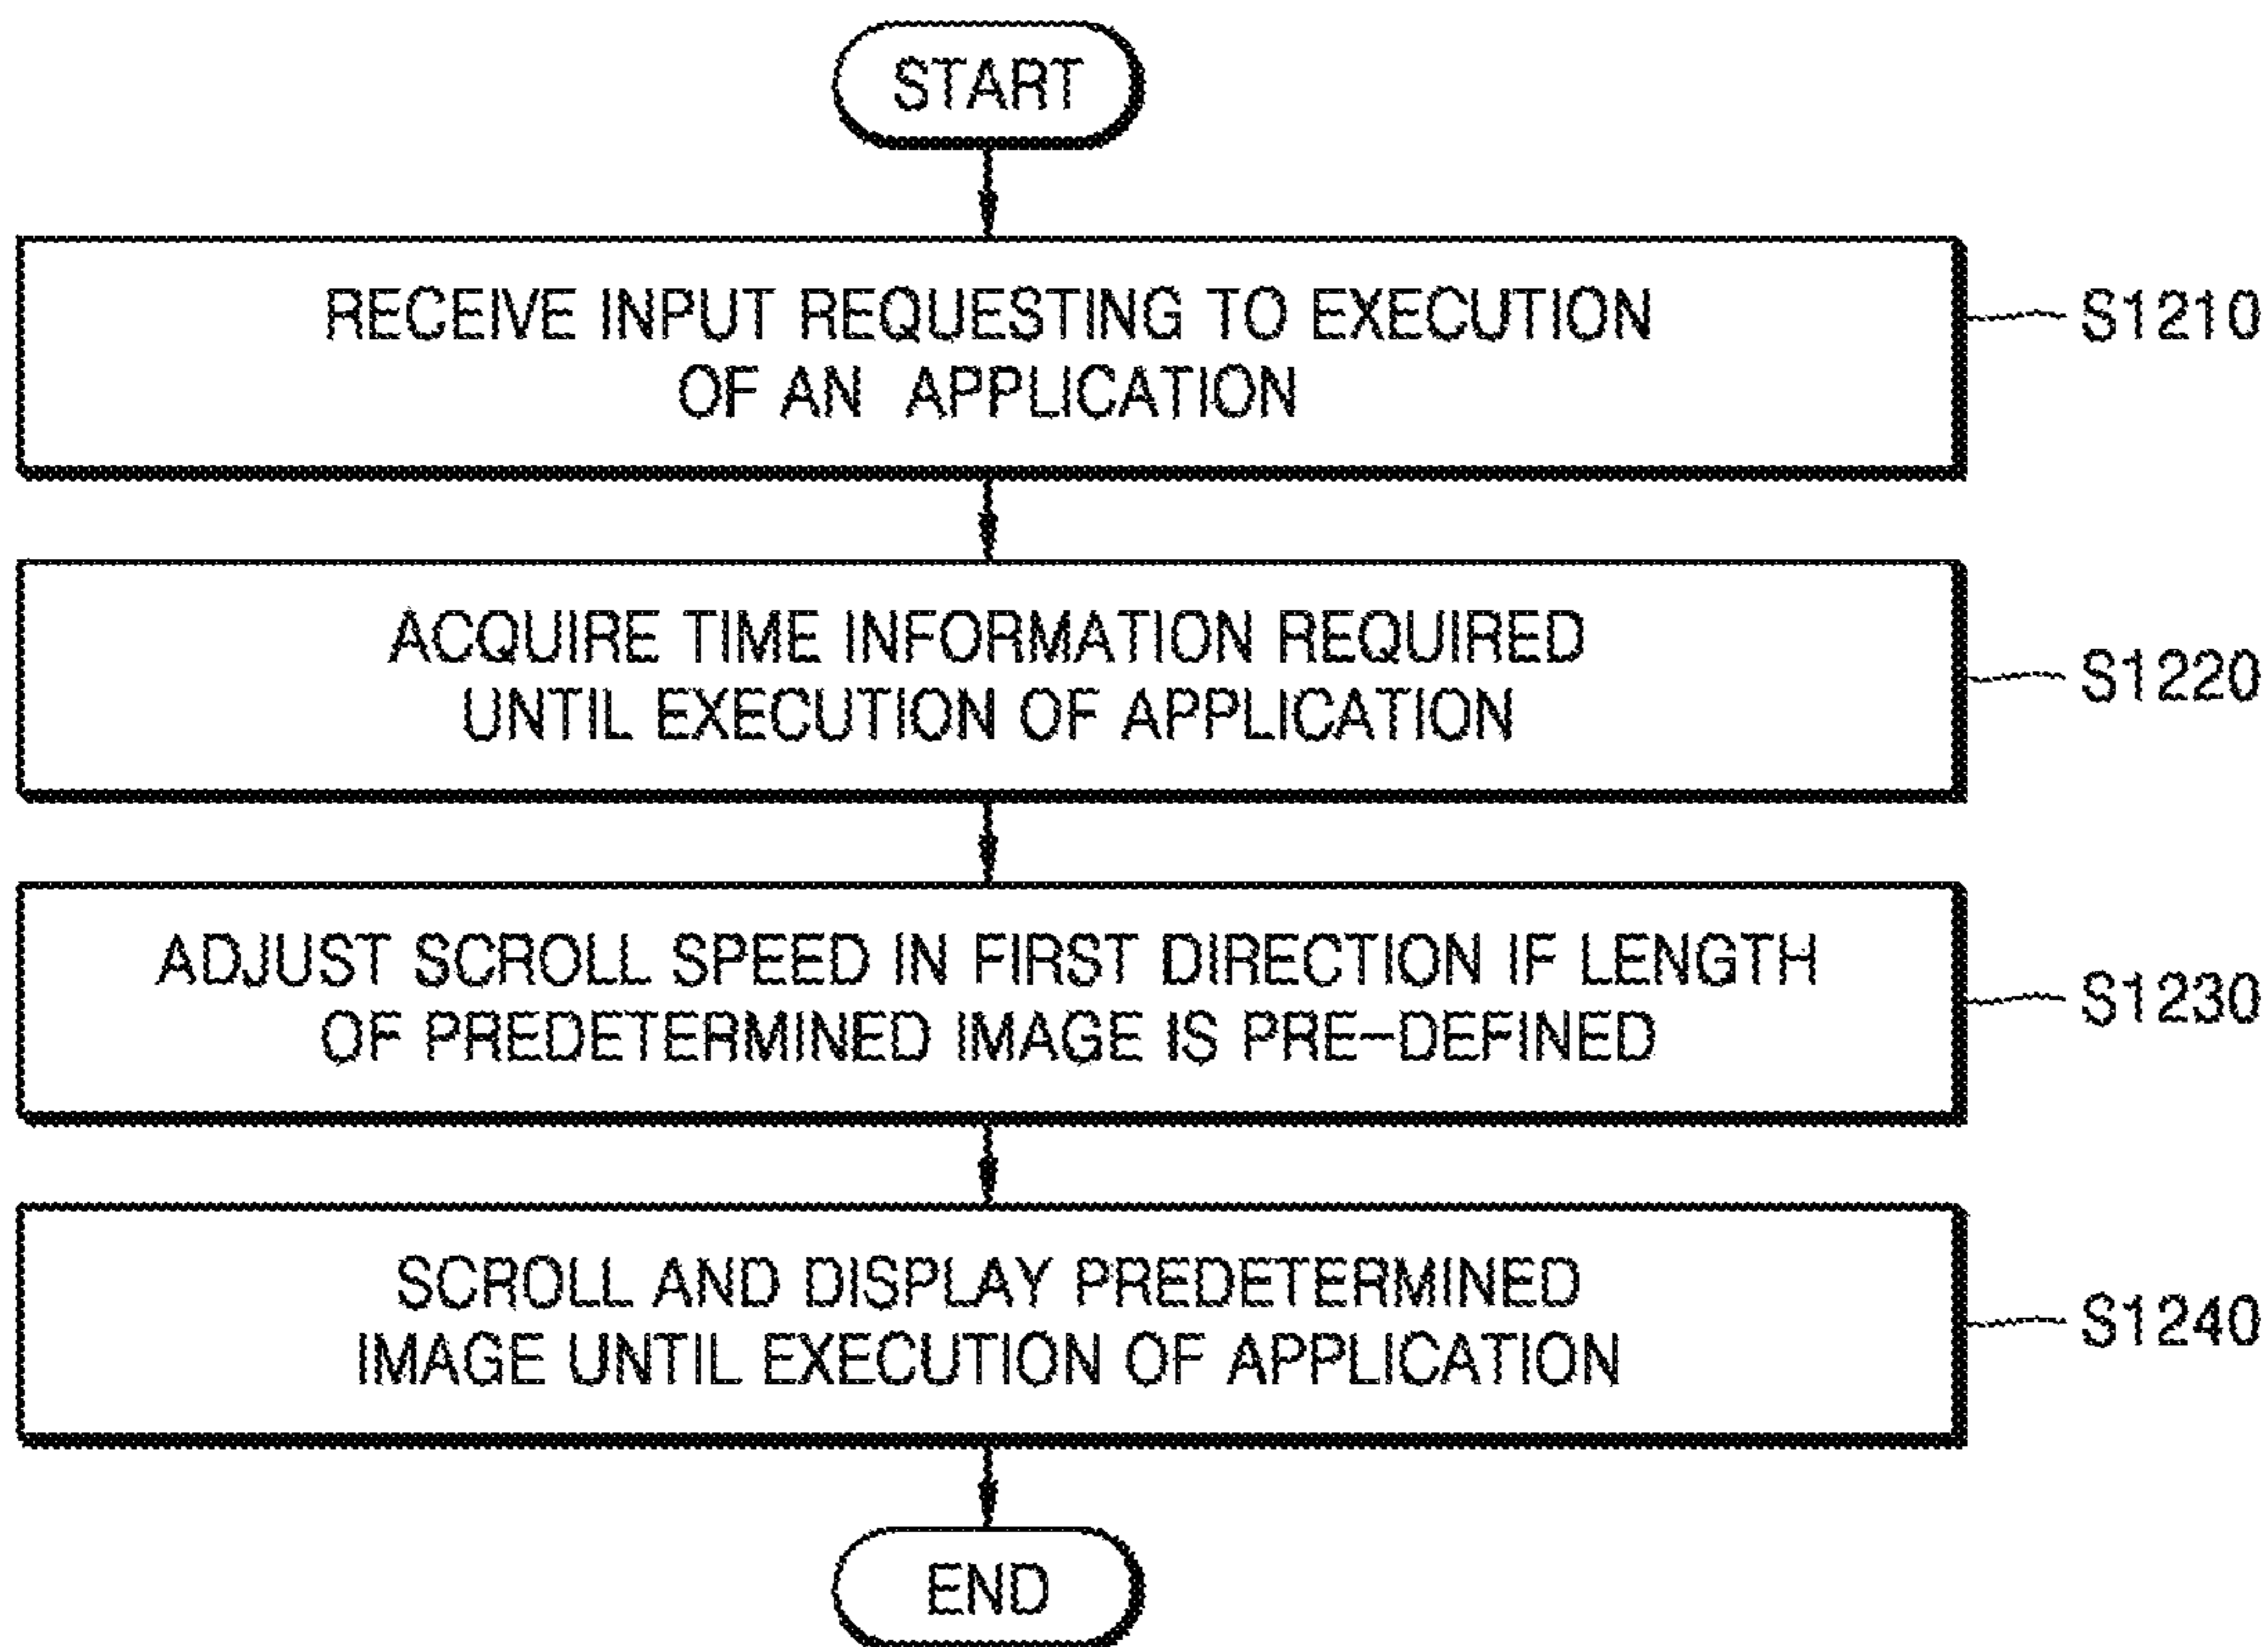 START
RECEIVE INPUT REQUESTING TO EXECUTION
OF AN APPLICATION
S1210
ACQUIRE TIME INFORMATION REQUIRED
UNTIL EXECUTION OF APPLICATION
S1220
ADJUST SCROLL SPEED IN FIRST DIRECTION IF LENGTH
OF PREDETERMINED IMAGE IS PRE-DEFINED
S1230
SCROLL AND DISPLAY PREDETERMINED
IMAGE UNTIL EXECUTION OF APPLICATION
S1240
END